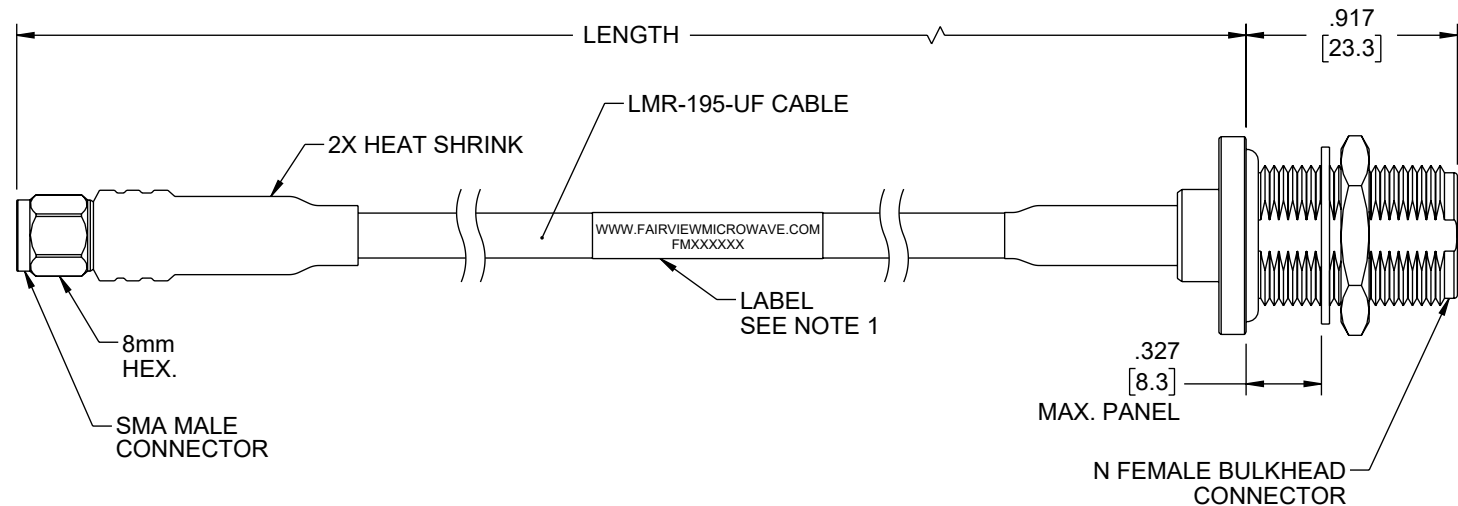 .917
[23.3]
LENGTH
LMR-195-UF CABLE
2X HEAT SHRINK
WWW.FAIRVIEWMICROWAVE.COM
FMXXXXXX
LABEL
SEE NOTE 1
8mm
HEX.
.327
[8.3]
MAX. PANEL
SMA MALE
CONNECTOR
N FEMALE BULKHEAD
CONNECTOR